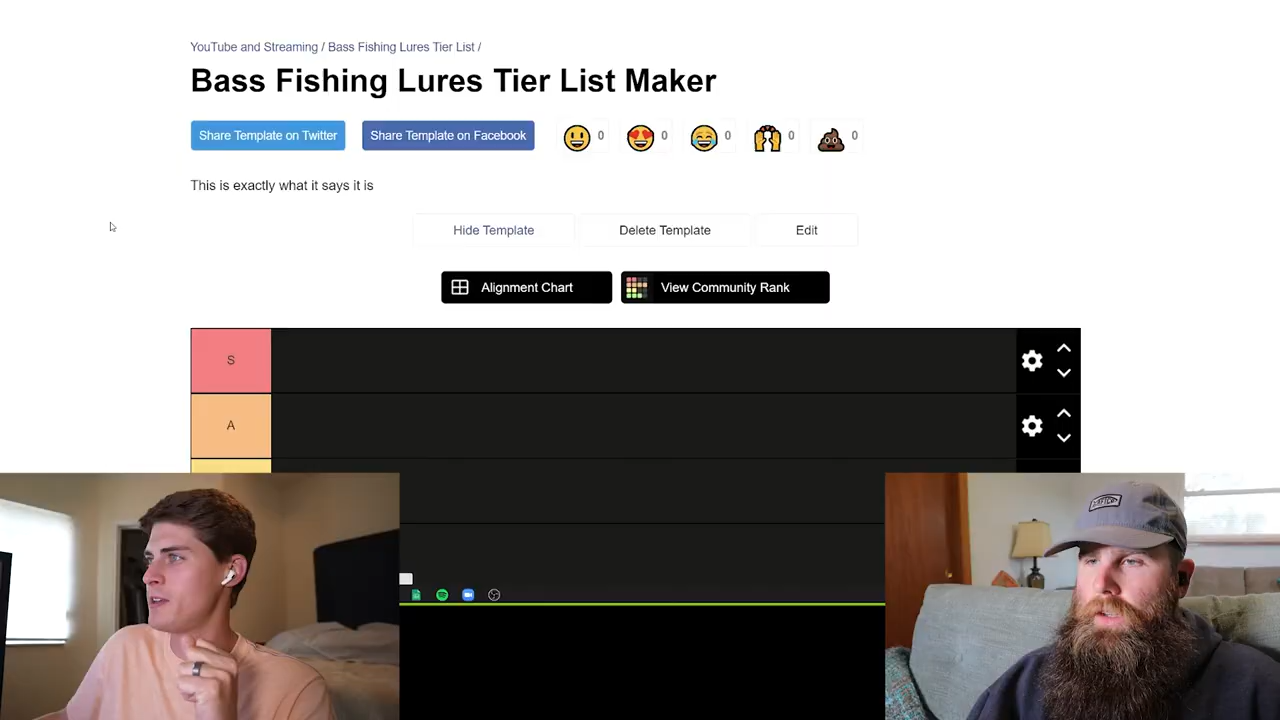 YouTube and Streaming / Bass Fishing Lures Tier List /
Bass Fishing Lures Tier List Maker
Share Template on Twitter
Share Template on Facebook
0
0
0
0
0
This is exactly what it says it is
Hide Template
Delete Template
Edit
Alignment Chart
View Community Rank
S
A